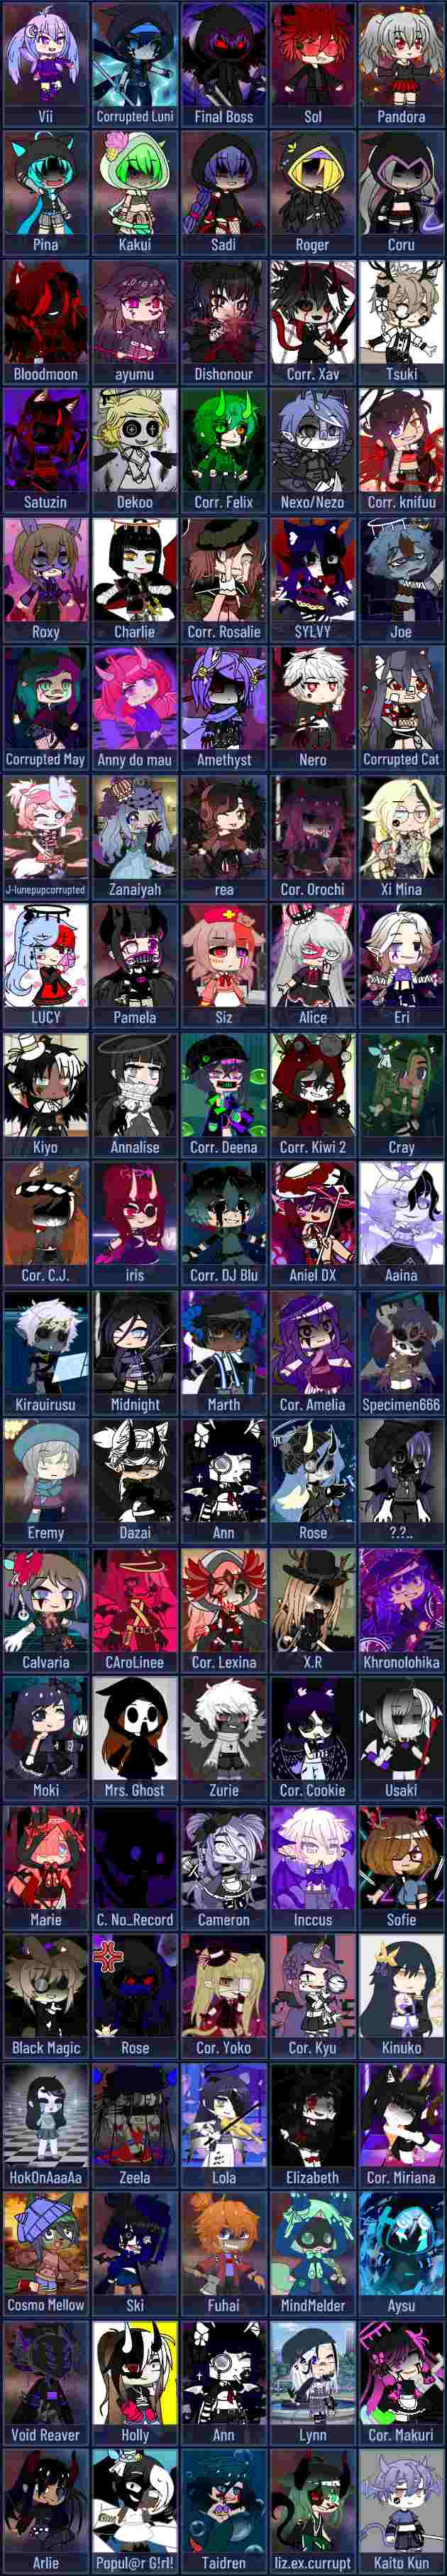 Vii Corrupted Luni Final Boss Sol Pandora
Pina Kakui Sadi Roger Coru
Bloodmoon ayumu Dishonour Corr. Xav Tsuki
Satuzin Dekoo Corr. Felix Nexo/Nezo Corr. knifuu
Roxy Charlie Corr. Rosalie SYLVY Joe
Corrupted May Anny do mau Amethyst Nero Corrupted Cat
J-lunepupcorrupted Zanaiyah rea Cor. Orochi Xi Mina
LUCY Pamela Siz Alice Eri
Kiyo Annalise Corr. Deena Corr. Kiwi 2 Cray
Cor. C.J. iris Corr. DJ Blu Aniel DX Aaina
Kirauirusu Midnight Marth Cor. Amelia Specimen666
Eremy Dazai Ann Rose ?.?..
Calvaria CAroLinee Cor. Lexina X.R Khronolohika
Moki Mrs. Ghost Zurie Cor. Cookie Usaki
Marie C. No_Record Cameron Inccus Sofie
Black Magic Rose Cor. Yoko Cor. Kyu Kinuko
HokOnAaaAa Zeela Lola Elizabeth Cor. Miriana
Cosmo Mellow Ski Fuhai MindMelder Aysu
Void Reaver Holly Ann Lynn Cor. Makuri
Arlie Popul@r G!rl! Taidren liz.ex.currupt Kaito Kun